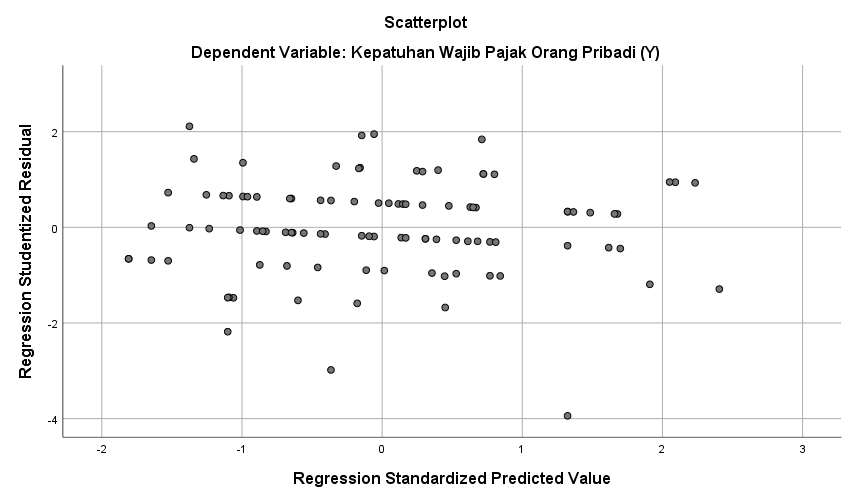 Scatterplot
Dependent Variable: Kepatuhan Wajib Pajak Orang Pribadi (Y)
Regression Studentized Residual
2
0
-2
-4
-2
-1
0
1
2
3
Regression Standardized Predicted Value